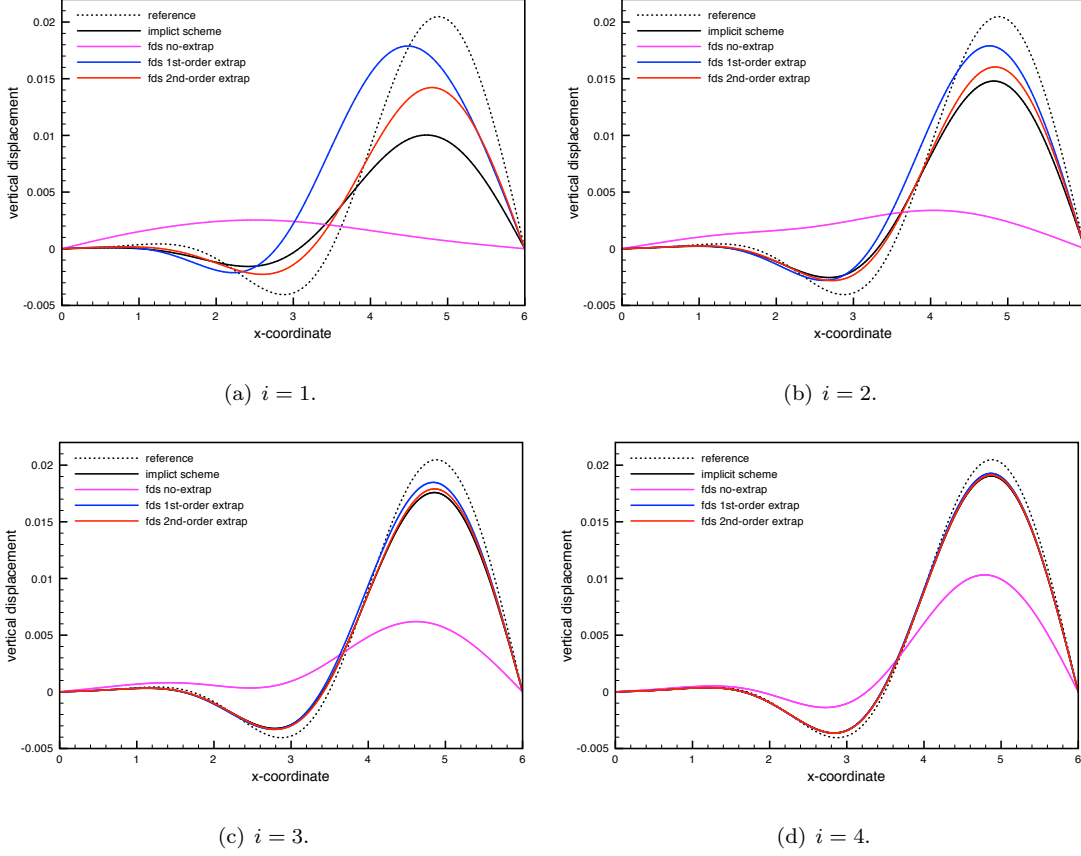 reference
implict scheme
fds no-extrap
fds 1st-order extrap
fds 2nd-order extrap
vertical displacement
0.02
0.015
0.01
0.005
0
-0.005
0 1 2 3 4 5 6
x-coordinate
(a) i = 1.
reference
implict scheme
fds no-extrap
fds 1st-order extrap
fds 2nd-order extrap
vertical displacement
0.02
0.015
0.01
0.005
0
-0.005
0 1 2 3 4 5
x-coordinate
(b) i = 2.
reference
implict scheme
fds no-extrap
fds 1st-order extrap
fds 2nd-order extrap
vertical displacement
0.02
0.015
0.01
0.005
0
-0.005
0 1 2 3 4 5 6
x-coordinate
(c) i = 3.
reference
implicit scheme
fds no-extrap
fds 1st-order extrap
fds 2nd-order extrap
vertical displacement
0.02
0.015
0.01
0.005
0
-0.005
0 1 2 3 4 5 6
x-coordinate
(d) i = 4.